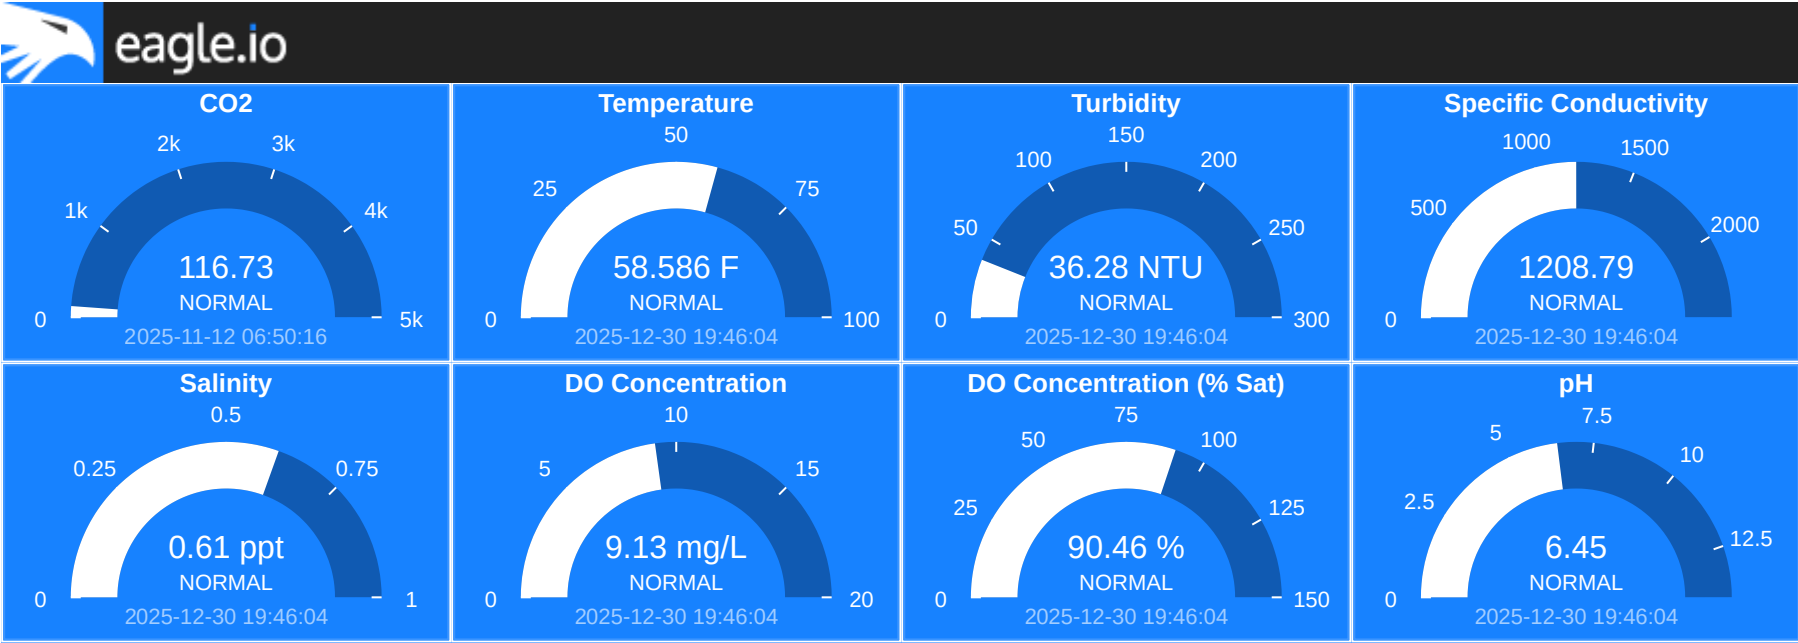 eagle.io
CO2
2k
3k
1k
4k
0
5k
116.73
NORMAL
2025-11-12 06:50:16
Temperature
50
25
75
0
100
58.586 F
NORMAL
2025-12-30 19:46:04
Turbidity
150
100
200
50
250
0
300
36.28 NTU
NORMAL
2025-12-30 19:46:04
Specific Conductivity
1000
1500
500
2000
0
1208.79
NORMAL
2025-12-30 19:46:04
Salinity
0.5
0.25
0.75
0
1
0.61 ppt
NORMAL
2025-12-30 19:46:04
DO Concentration
10
5
15
0
20
9.13 mg/L
NORMAL
2025-12-30 19:46:04
DO Concentration (% Sat)
75
50
100
25
125
0
150
90.46 %
NORMAL
2025-12-30 19:46:04
pH
7.5
5
10
2.5
12.5
0
6.45
NORMAL
2025-12-30 19:46:04